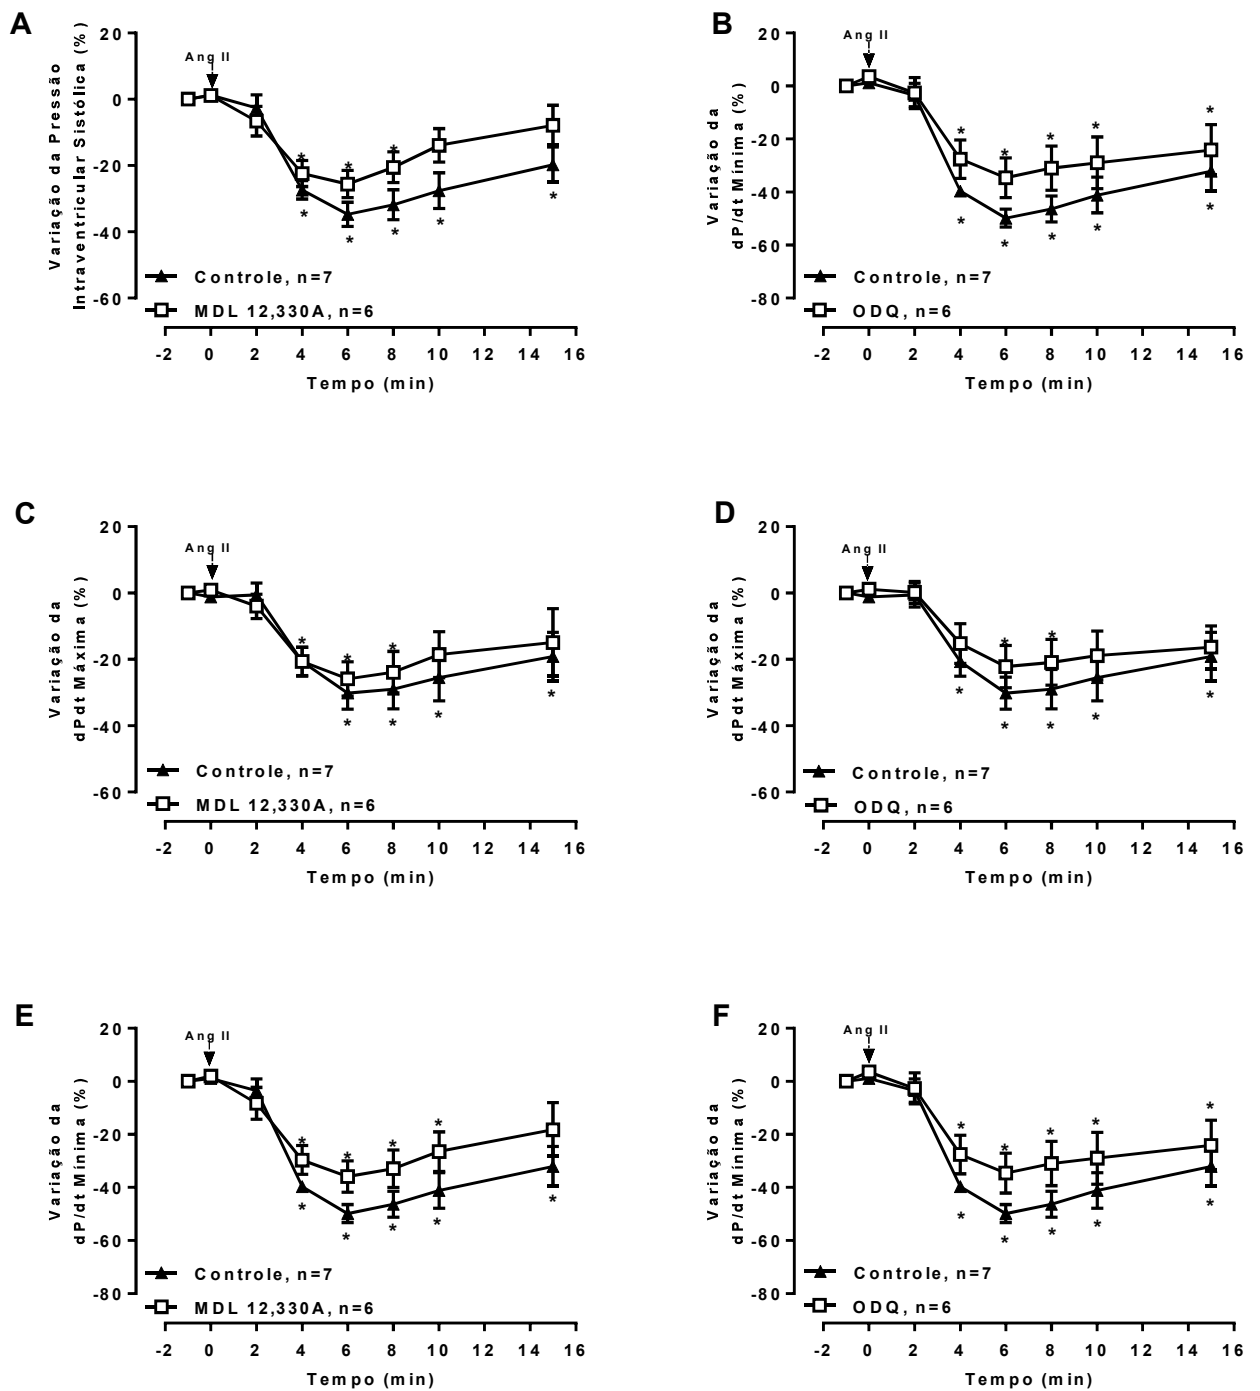 A
Variação da Pressão
Intraventricular Sistólica (%)
20
0
-20
-40
-60
Ang II
*
*
*
*
*
*
*
*
Controle, n=7
MDL 12,330A, n=6
-2 0 2 4 6 8 10 12 14 16
Tempo (min)
B
Variação da
dP/dt Mínima (%)
20
0
-20
-40
-60
-80
Ang II
*
*
*
*
*
*
*
*
*
*
Controle, n=7
ODQ, n=6
-2 0 2 4 6 8 10 12 14 16
Tempo (min)
C
Variação da
dPdt Máxima (%)
20
0
-20
-40
-60
Ang II
*
*
*
*
*
*
*
Controle, n=7
MDL 12,330A, n=6
-2 0 2 4 6 8 10 12 14 16
Tempo (min)
D
Variação da
dPdt Máxima (%)
20
0
-20
-40
-60
Ang II
*
*
*
*
*
*
*
Controle, n=7
ODQ, n=6
-2 0 2 4 6 8 10 12 14 16
Tempo (min)
E
Variação da
dP/dt Mínima (%)
20
0
-20
-40
-60
-80
Ang II
*
*
*
*
*
*
*
*
*
Controle, n=7
MDL 12,330A, n=6
-2 0 2 4 6 8 10 12 14 16
Tempo (min)
F
Variação da
dP/dt Mínima (%)
20
0
-20
-40
-60
-80
Ang II
*
*
*
*
*
*
*
*
*
*
Controle, n=7
ODQ, n=6
-2 0 2 4 6 8 10 12 14 16
Tempo (min)